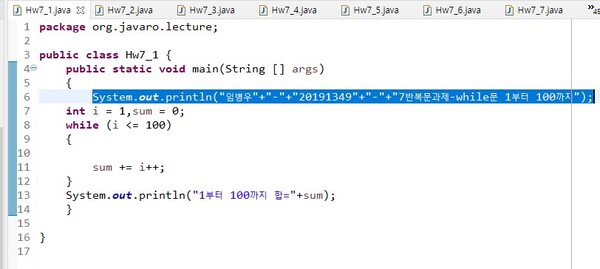 Hw7_1.java Hw7_2.java Hw7_3.java Hw7_4.java Hw7_5.java Hw7_6.java Hw7_7.java
1 package org.javaro.lecture;
2
3 public class Hw7_1 {
4 public static void main(String [] args)
5 {
6 System.out.println("임병우"+"-"+"20191349"+"-"+"7반복문과제-while문 1부터 100까지");
7 int i = 1,sum = 0;
8 while (i <= 100)
9 {
10
11 sum += i++;
12 }
13 System.out.println("1부터 100까지 합="+sum);
14 }
15
16 }
17